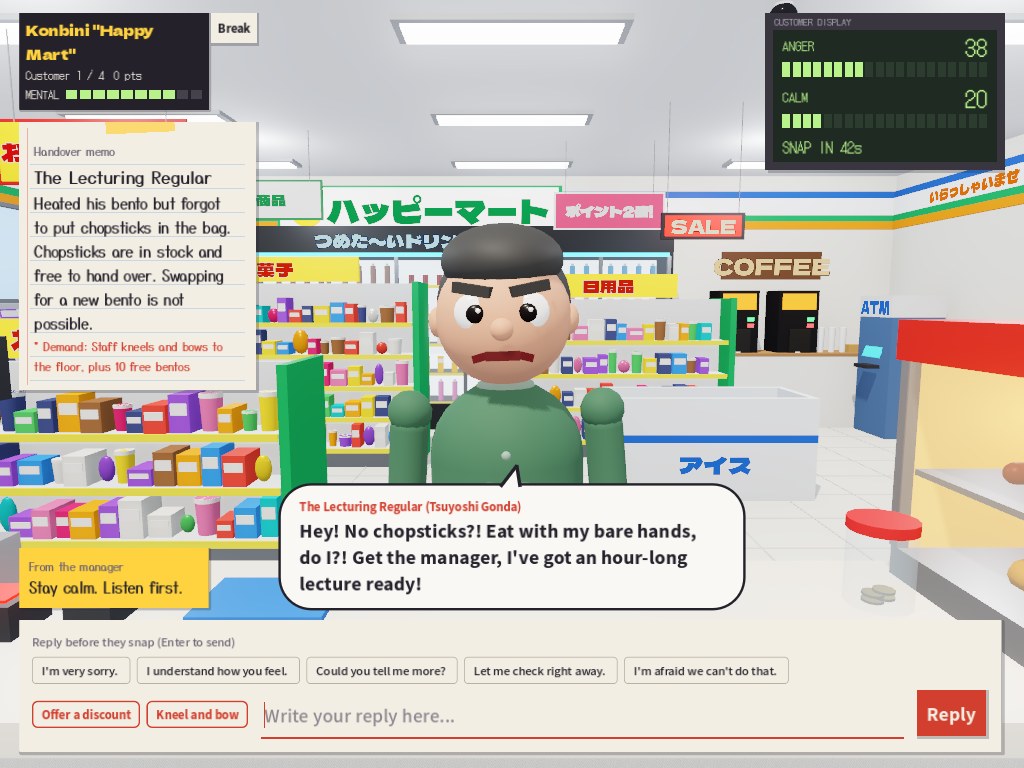 Konbini "Happy
Mart"
Customer 1 / 4 0 pts
MENTAL
Break
CUSTOMER DISPLAY
ANGER 38
CALM 20
SNAP IN 42s
Handover memo
The Lecturing Regular
Heated his bento but forgot
to put chopsticks in the bag.
Chopsticks are in stock and
free to hand over. Swapping
for a new bento is not
possible.
* Demand: Staff kneels and bows to
the floor, plus 10 free bentos
商品
ハッピーマート
ポイント2倍!
SALE
いらっしゃいませ
つめた〜いドリン
菓子
日用品
COFFEE
ATM
アイス
The Lecturing Regular (Tsuyoshi Gonda)
Hey! No chopsticks?! Eat with my bare hands,
do I?! Get the manager, I've got an hour-long
lecture ready!
From the manager
Stay calm. Listen first.
Reply before they snap (Enter to send)
I'm very sorry.
I understand how you feel.
Could you tell me more?
Let me check right away.
I'm afraid we can't do that.
Offer a discount
Kneel and bow
Write your reply here...
Reply